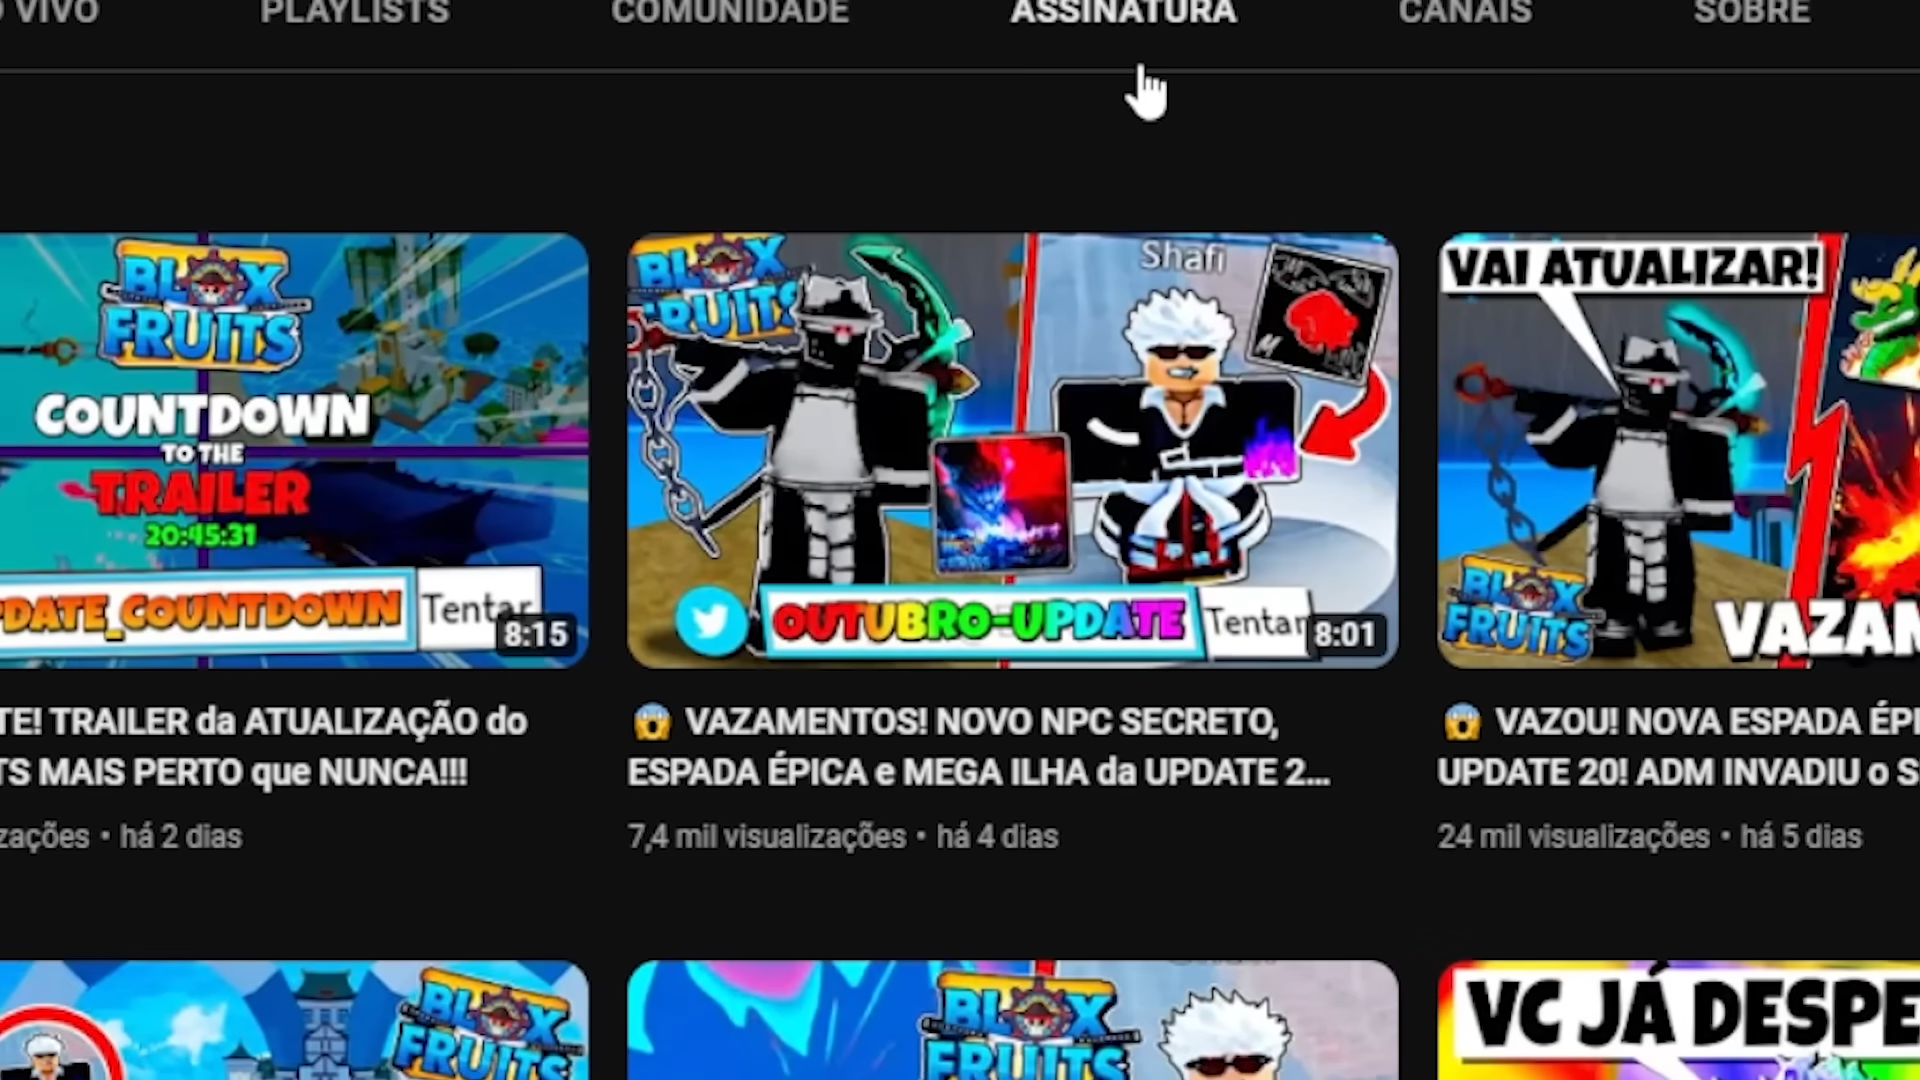 VIVO
PLAYLISTS
COMUNIDADE
ASSINATURA
CANAIS
SOBRE
BLOX
FRUITS
COUNTDOWN
TO THE
TRAILER
20:45:31
PDATE_COUNTDOWN
Tentar
8:15
BLOX
FRUITS
Shafi
OUTUBRO-UPDATE
Tentar
8:01
VAI ATUALIZAR!
BLOX
FRUITS
VAZAM
TE! TRAILER da ATUALIZAÇÃO do
TS MAIS PERTO que NUNCA!!!
zações • há 2 dias
😱 VAZAMENTOS! NOVO NPC SECRETO,
ESPADA ÉPICA e MEGA ILHA da UPDATE 2...
7,4 mil visualizações • há 4 dias
😱 VAZOU! NOVA ESPADA ÉPI
UPDATE 20! ADM INVADIU o S
24 mil visualizações • há 5 dias
BLOX
FRUITS
BLOX
FRUITS
VC JÁ DESPE